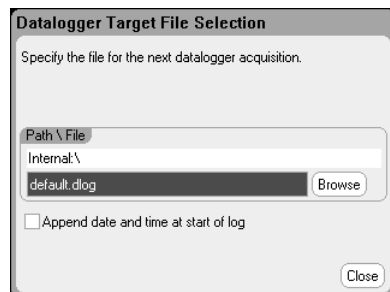 Datalogger Target File Selection
Specify the file for the next datalogger acquisition.
Path \ File
Internal:\
default.dlog
Browse
Append date and time at start of log
Close